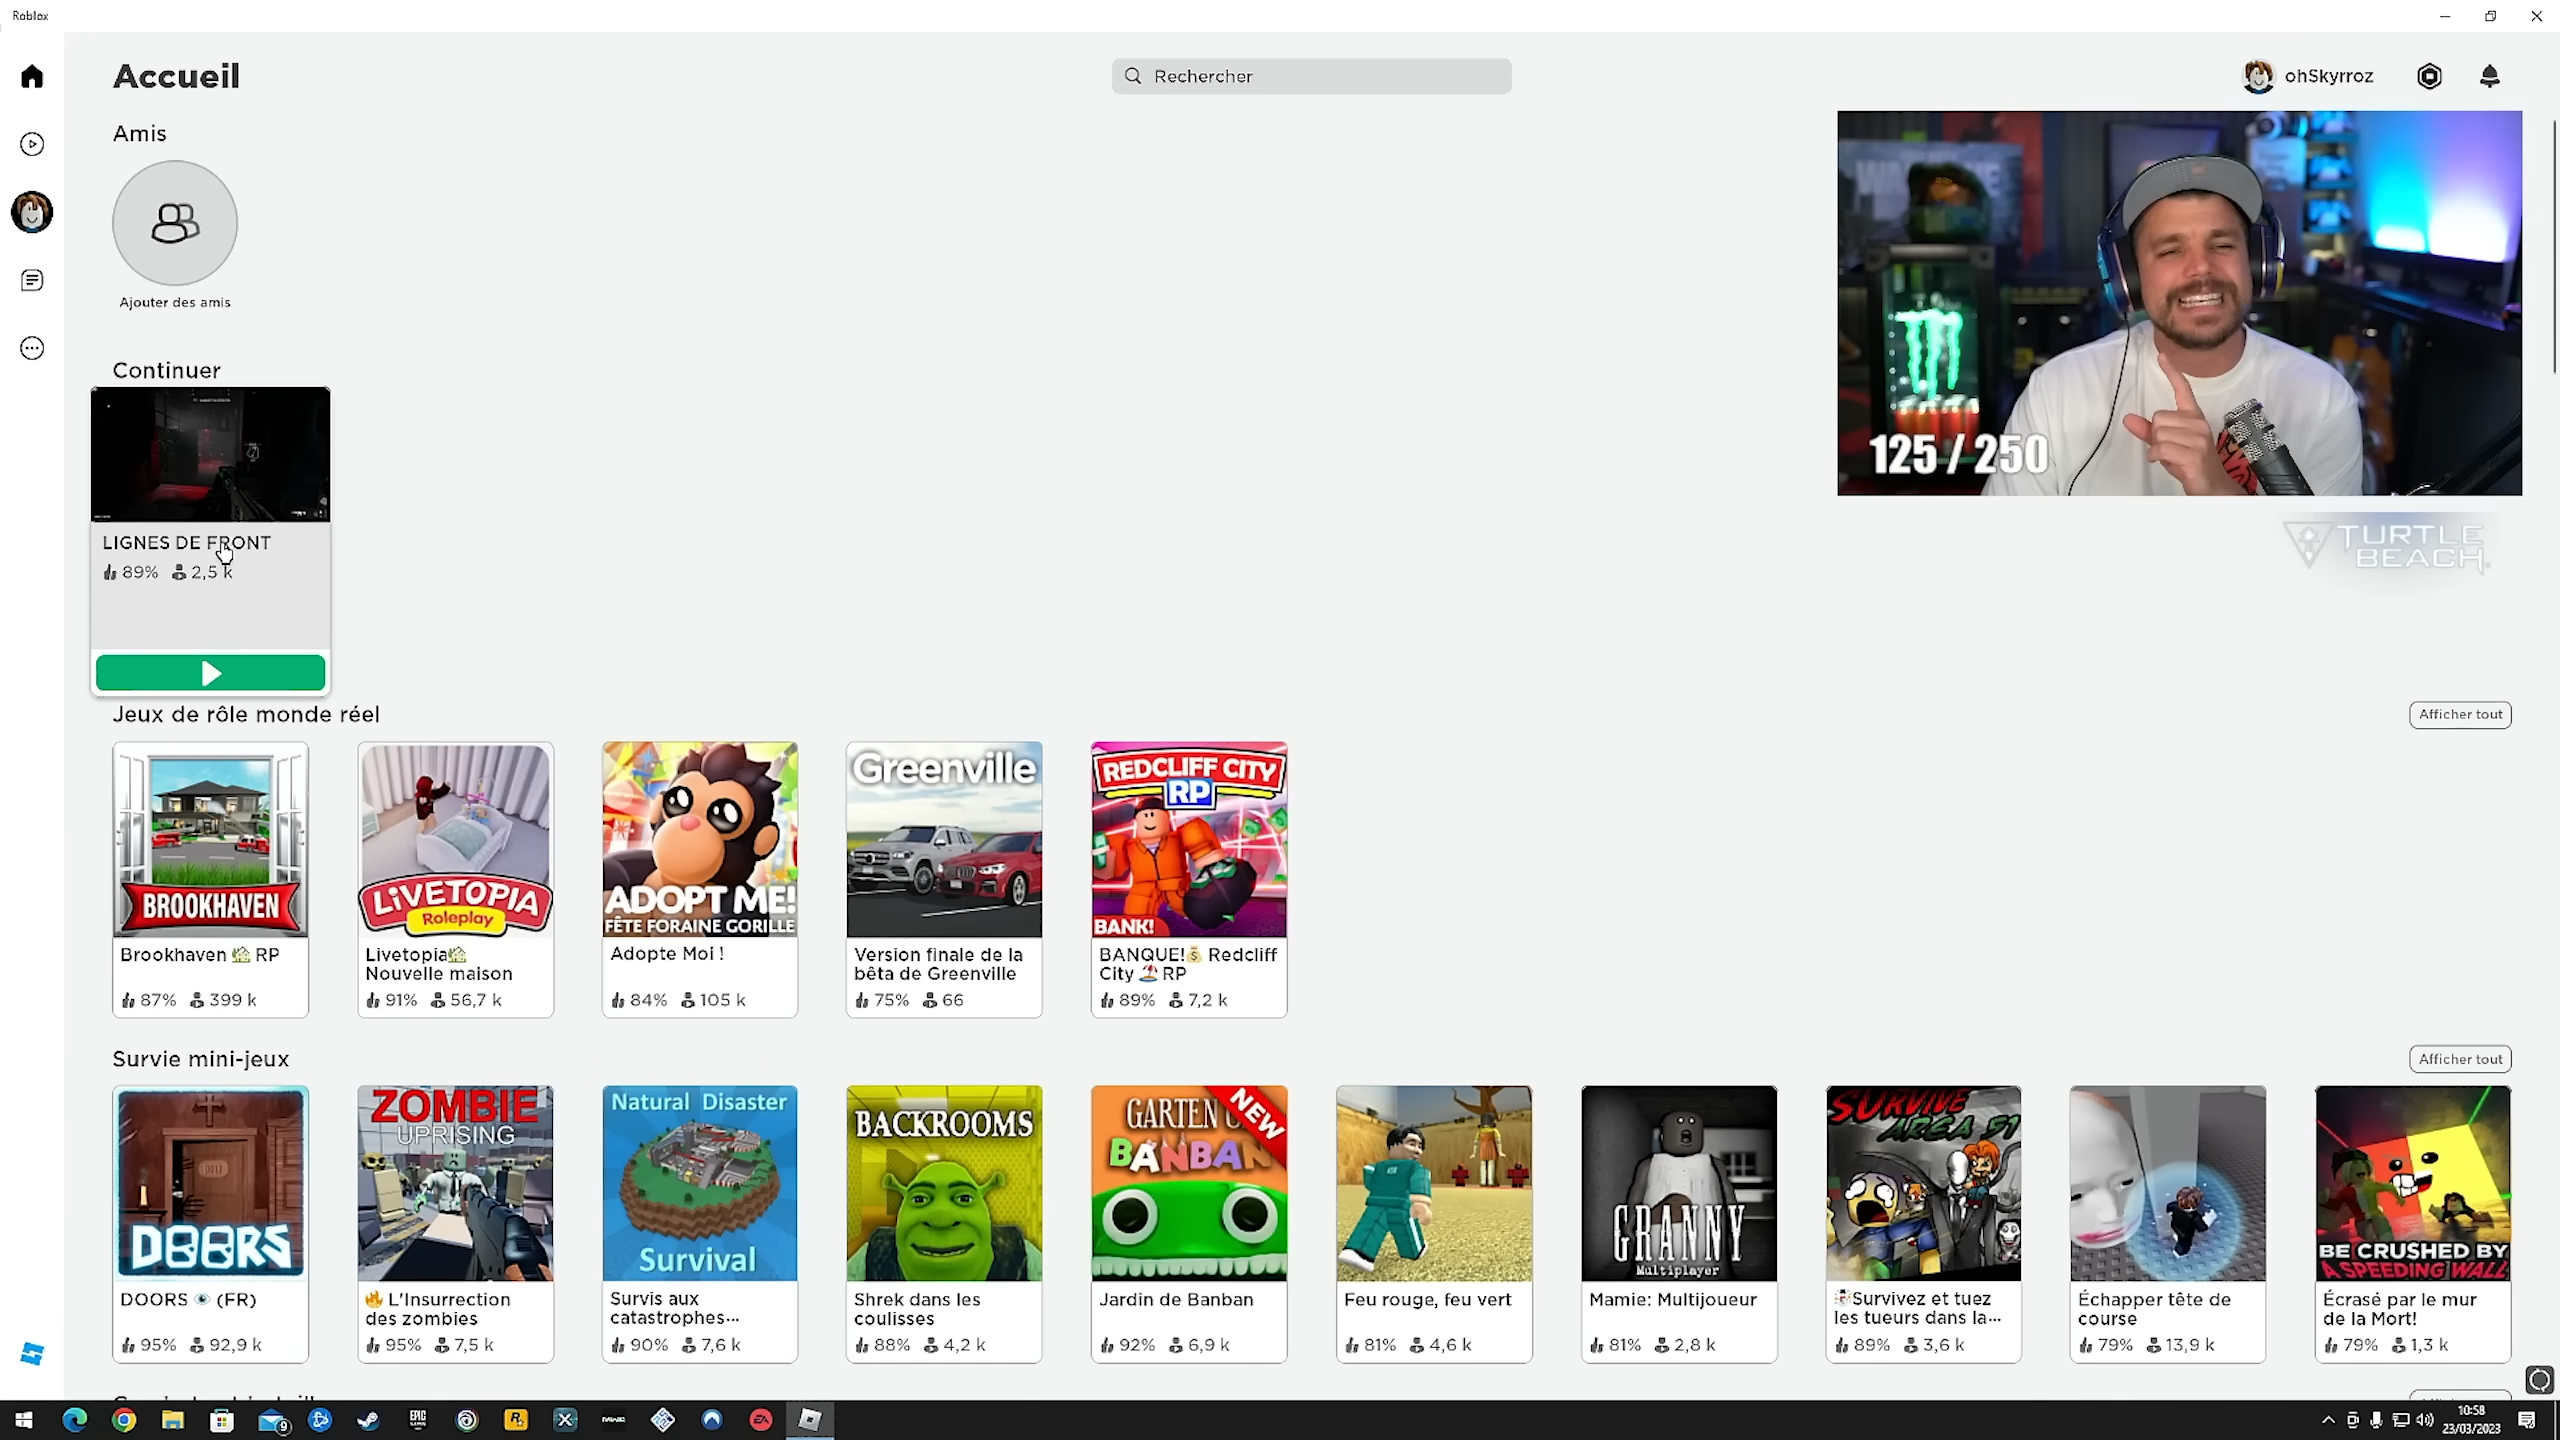 Roblox
Accueil
Rechercher
ohSkyrroz
Amis
Ajouter des amis
125 / 250
TURTLE
BEACH
Continuer
LIGNES DE FRONT
89% 2,5 k
Jeux de rôle monde réel
Afficher tout
BROOKHAVEN
LIVETOPIA
Roleplay
ADOPT ME!
FÊTE FORAINE GORILLE
Greenville
REDCLIFF CITY
RP
BANK!
Brookhaven 🏡 RP
87% 399 k
Livetopia🏡
Nouvelle maison
91% 56,7 k
Adopte Moi !
84% 105 k
Version finale de la
bêta de Greenville
75% 66
BANQUE!💰 Redcliff
City 🏖️RP
89% 7,2 k
Survie mini-jeux
Afficher tout
DOORS
ZOMBIE
UPRISING
Natural Disaster
Survival
BACKROOMS
GARTEN O
BANBAN
NEW
GRANNY
Multiplayer
SURVIVE
AREA 51
BE CRUSHED BY
A SPEEDING WALL
DOORS 👁️ (FR)
95% 92,9 k
🔥 L'Insurrection
des zombies
95% 7,5 k
Survis aux
catastrophes...
90% 7,6 k
Shrek dans les
coulisses
88% 4,2 k
Jardin de Banban
92% 6,9 k
Feu rouge, feu vert
81% 4,6 k
Mamie: Multijoueur
81% 2,8 k
Survivez et tuez
les tueurs dans la...
89% 3,6 k
Échapper tête de
course
79% 13,9 k
Écrasé par le mur
de la Mort!
79% 1,3 k
EPIC
9
EA
10:58
23/03/2023